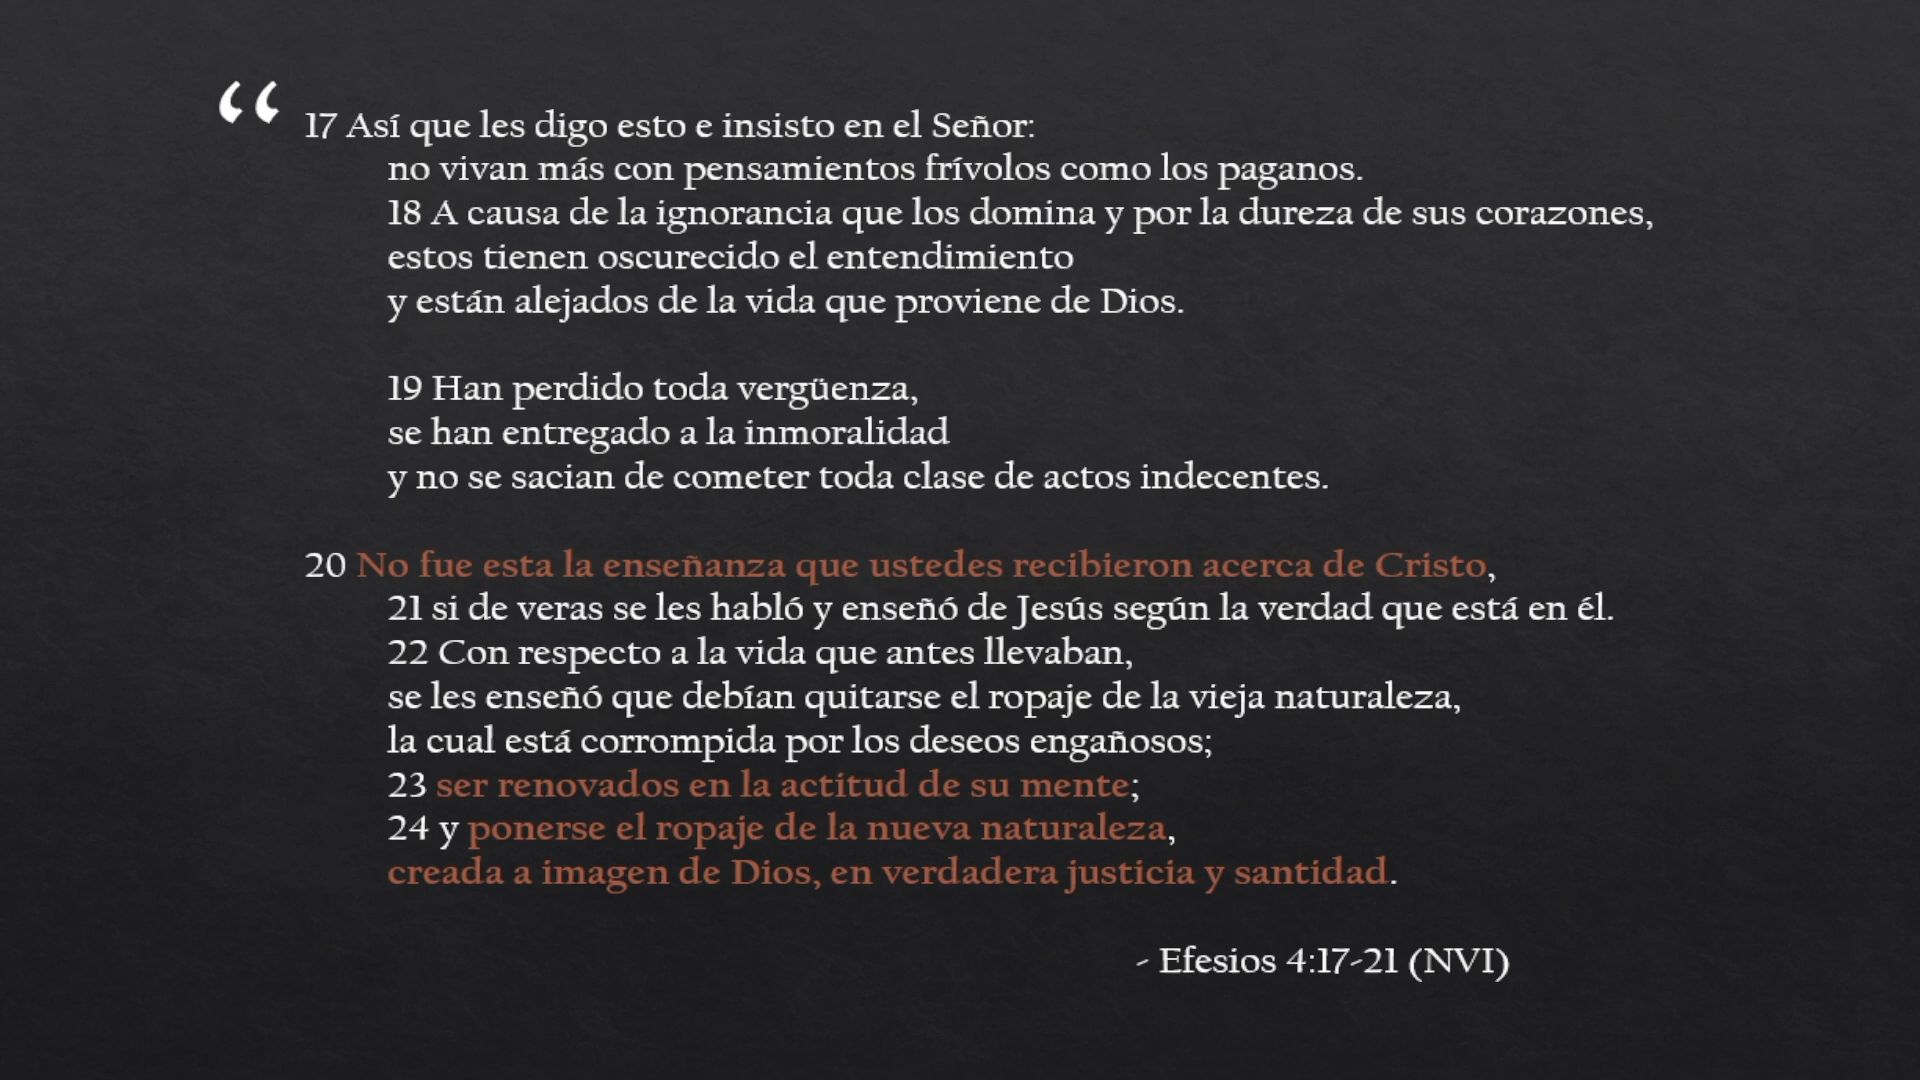 “ 17 Así que les digo esto e insisto en el Señor:
no vivan más con pensamientos frívolos como los paganos.
18 A causa de la ignorancia que los domina y por la dureza de sus corazones,
estos tienen oscurecido el entendimiento
y están alejados de la vida que proviene de Dios.
19 Han perdido toda vergüenza,
se han entregado a la inmoralidad
y no se sacian de cometer toda clase de actos indecentes.
20 No fue esta la enseñanza que ustedes recibieron acerca de Cristo,
21 si de veras se les habló y enseñó de Jesús según la verdad que está en él.
22 Con respecto a la vida que antes llevaban,
se les enseñó que debían quitarse el ropaje de la vieja naturaleza,
la cual está corrompida por los deseos engañosos;
23 ser renovados en la actitud de su mente;
24 y ponerse el ropaje de la nueva naturaleza,
creada a imagen de Dios, en verdadera justicia y santidad.
- Efesios 4:17-21 (NVI)